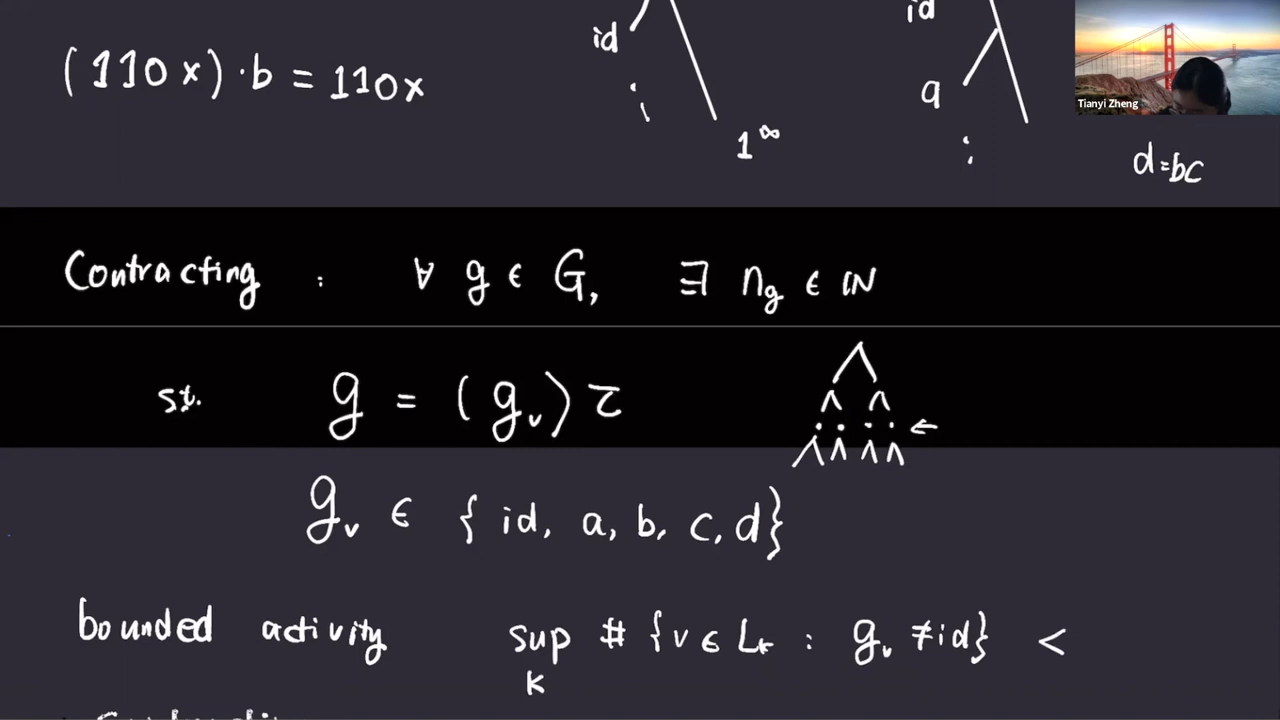 id
id
(110x)·b = 110x
a
1^∞
d=bc
Tianyi Zheng
Contracting : ∀ g ∈ G, ∃ n_g ∈ ℕ
st. g = (g_v) τ
g_v ∈ { id, a, b, c, d}
bounded activity sup_k # {v ∈ L_k : g_v ≠ id} <